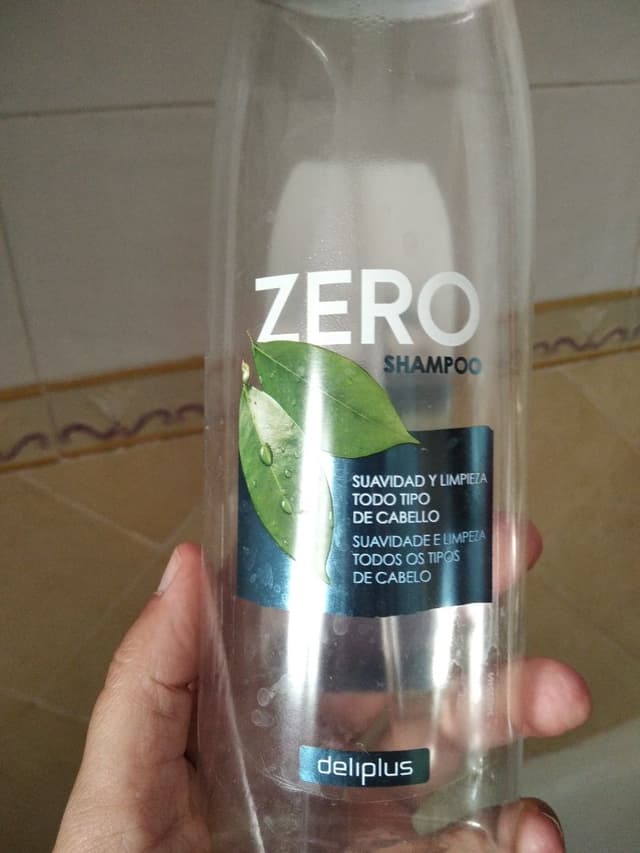 ZERO
SHAMPOO
SUAVIDAD Y LIMPIEZA
TODO TIPO
DE CABELLO
SUAVIDADE E LIMPEZA
TODOS OS TIPOS
DE CABELO
deliplus